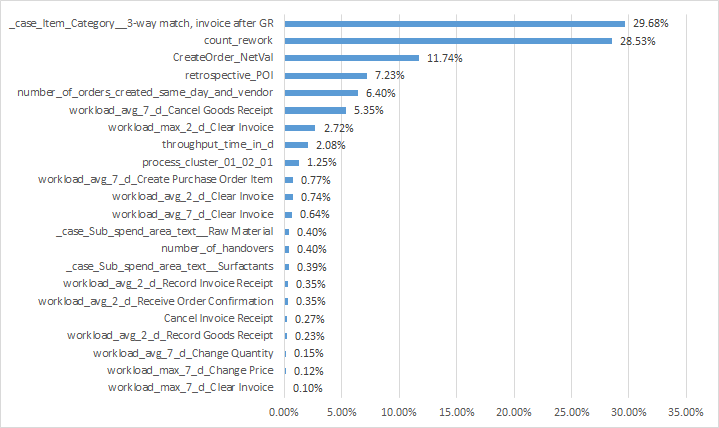 _case_Item_Category__3-way match, invoice after GR 29.68%
count_rework 28.53%
CreateOrder_NetVal 11.74%
retrospective_POI 7.23%
number_of_orders_created_same_day_and_vendor 6.40%
workload_avg_7_d_Cancel Goods Receipt 5.35%
workload_max_2_d_Clear Invoice 2.72%
throughput_time_in_d 2.08%
process_cluster_01_02_01 1.25%
workload_avg_7_d_Create Purchase Order Item 0.77%
workload_avg_2_d_Clear Invoice 0.74%
workload_avg_7_d_Clear Invoice 0.64%
_case_Sub_spend_area_text__Raw Material 0.40%
number_of_handovers 0.40%
_case_Sub_spend_area_text__Surfactants 0.39%
workload_avg_2_d_Record Invoice Receipt 0.35%
workload_avg_2_d_Receive Order Confirmation 0.35%
Cancel Invoice Receipt 0.27%
workload_avg_2_d_Record Goods Receipt 0.23%
workload_avg_7_d_Change Quantity 0.15%
workload_max_7_d_Change Price 0.12%
workload_max_7_d_Clear Invoice 0.10%
0.00% 5.00% 10.00% 15.00% 20.00% 25.00% 30.00% 35.00%